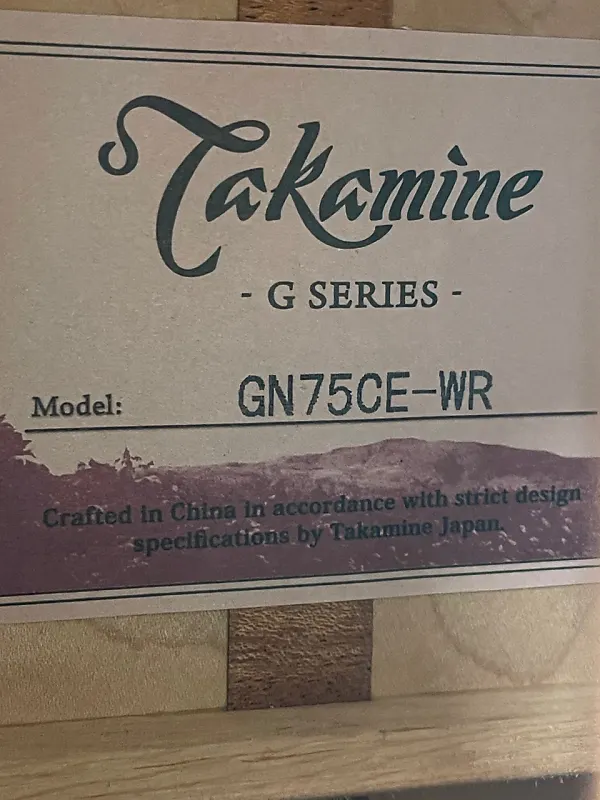 Takamine
- G SERIES -
Model: GN75CE-WR
Crafted in China in accordance with strict design
specifications by Takamine Japan.